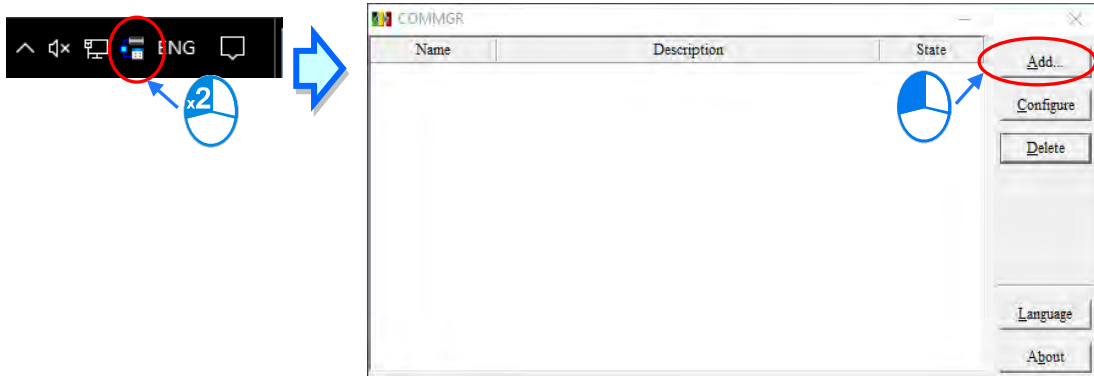 ENG
x2
COMMGR
Name Description State
Add...
Configure
Delete
Language
About